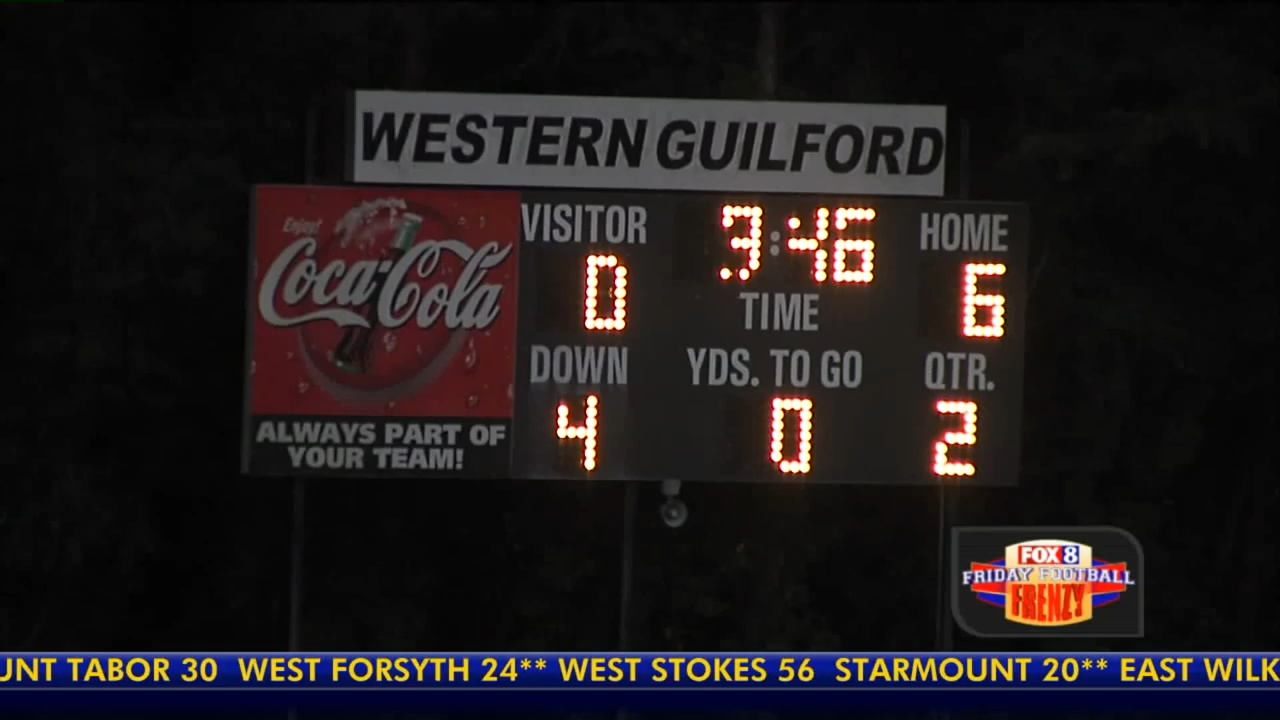 WESTERN GUILFORD
Enjoy!
Coca-Cola
ALWAYS PART OF
YOUR TEAM!
VISITOR
0
3:46
TIME
HOME
6
DOWN
4
YDS. TO GO
0
QTR.
2
FOX 8
FRIDAY FOOTBALL
FRENZY
UNT TABOR 30 WEST FORSYTH 24** WEST STOKES 56 STARMOUNT 20** EAST WILK